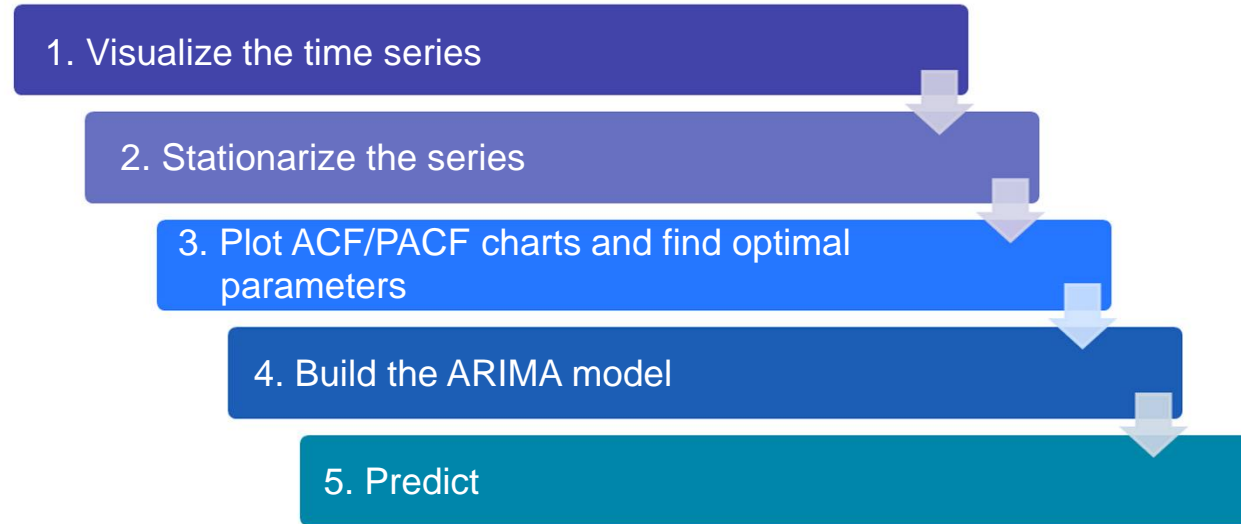 1. Visualize the time series
2. Stationarize the series
3. Plot ACF/PACF charts and find optimal
parameters
4. Build the ARIMA model
5. Predict